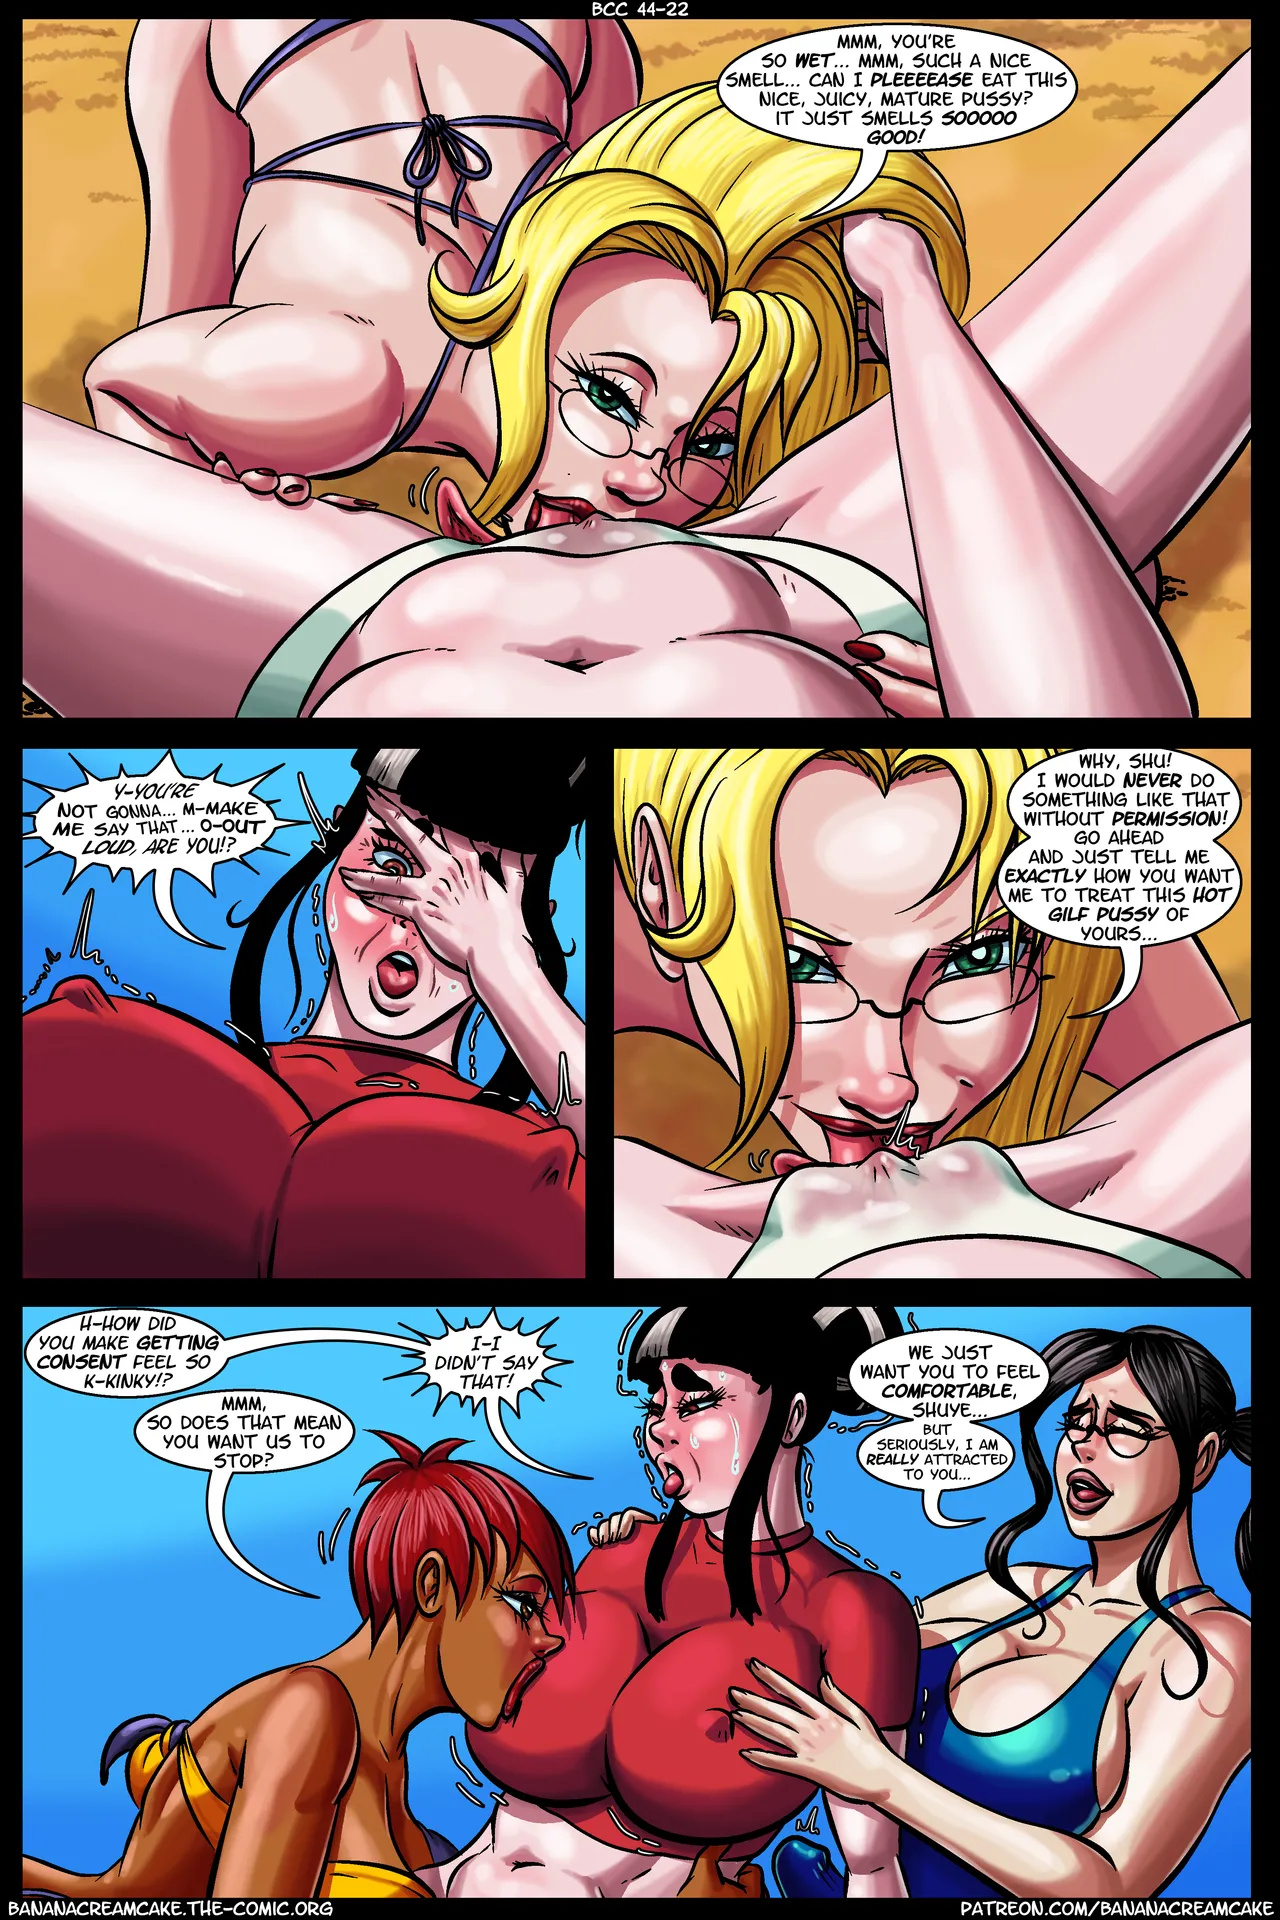 BCC 44-22
MMM, YOU'RE
SO WET... MMM, SUCH A NICE
SMELL... CAN I PLEEEEASE EAT THIS
NICE, JUICY, MATURE PUSSY?
IT JUST SMELLS SOOOOO
GOOD!
Y-YOU'RE
NOT GONNA... M-MAKE
ME SAY THAT... O-OUT
LOUD, ARE YOU!?
WHY, SHU!
I WOULD NEVER DO
SOMETHING LIKE THAT
WITHOUT PERMISSION!
GO AHEAD
AND JUST TELL ME
EXACTLY HOW YOU WANT
ME TO TREAT THIS HOT
GILF PUSSY OF
YOURS...
H-HOW DID
YOU MAKE GETTING
CONSENT FEEL SO
K-KINKY!?
MMM,
SO DOES THAT MEAN
YOU WANT US TO
STOP?
I-I
DIDN'T SAY
THAT!
WE JUST
WANT YOU TO FEEL
COMFORTABLE,
SHUYE...
BUT
SERIOUSLY, I AM
REALLY ATTRACTED
TO YOU...
BANANACREAMCAKE.THE-COMIC.ORG
PATREON.COM/BANANACREAMCAKE